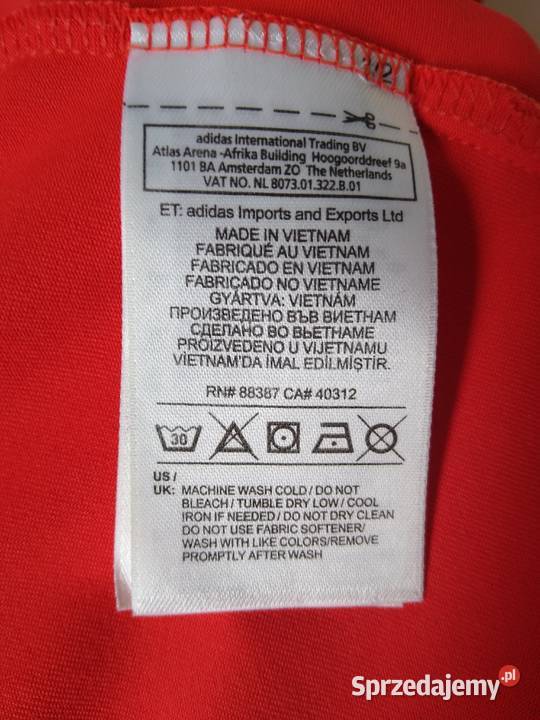 adidas International Trading BV
Atlas Arena -Afrika Building Hoogoorddreef 9a
1101 BA Amsterdam ZO The Netherlands
VAT NO. NL 8073.01.322.B.01
ET: adidas Imports and Exports Ltd
MADE IN VIETNAM
FABRIQUÉ AU VIETNAM
FABRICADO EN VIETNAM
FABRICADO NO VIETNAME
GYÁRTVA: VIETNÁM
ПРОИЗВЕДЕНО ВЪВ ВИЕТНАМ
СДЕЛАНО ВО ВЬЕТНАМЕ
PROIZVEDENO U VIJETNAMU
VİETNAM'DA İMAL EDİLMİŞTİR.
RN# 88387 CA# 40312
30
US /
UK: MACHINE WASH COLD / DO NOT
BLEACH / TUMBLE DRY LOW / COOL
IRON IF NEEDED / DO NOT DRY CLEAN
DO NOT USE FABRIC SOFTENER/
WASH WITH LIKE COLORS/REMOVE
PROMPTLY AFTER WASH
Sprzedajemy.pl